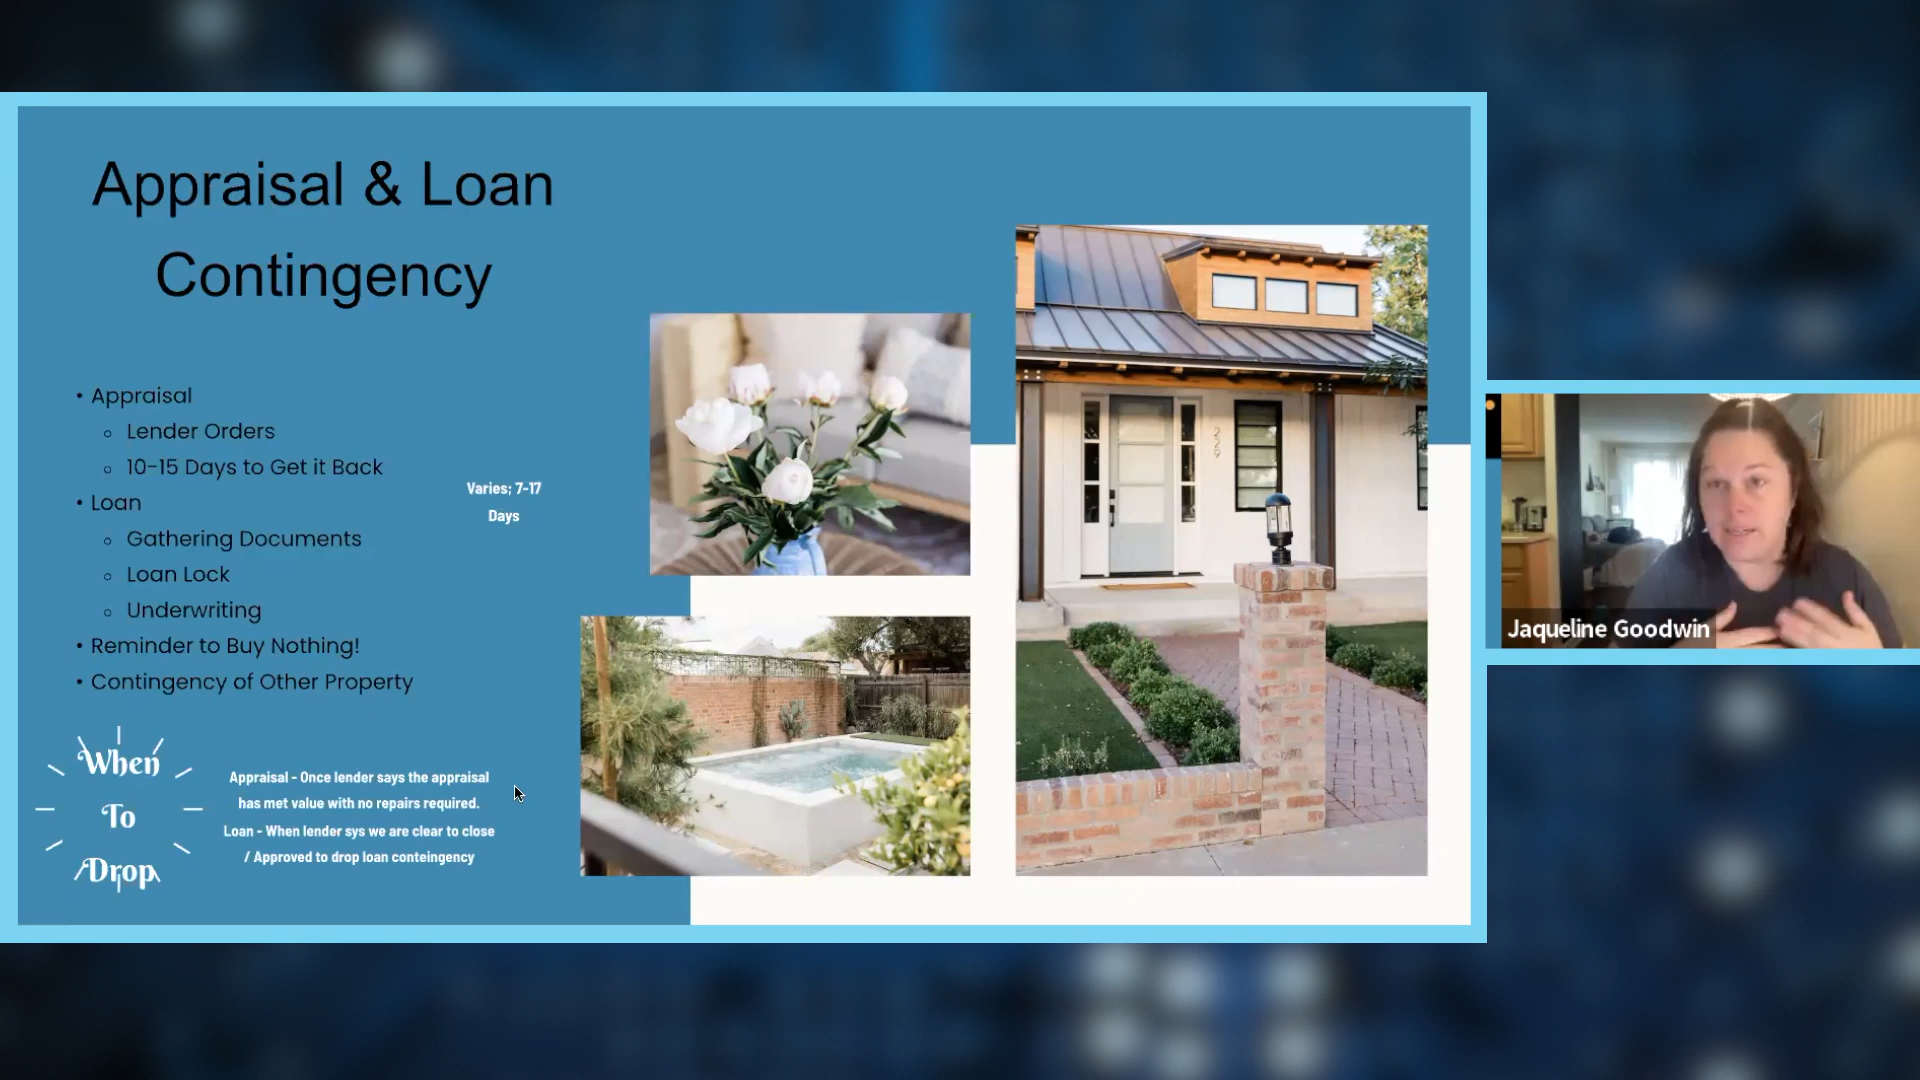 Appraisal & Loan
Contingency
• Appraisal
◦ Lender Orders
◦ 10-15 Days to Get it Back
• Loan
◦ Gathering Documents
◦ Loan Lock
◦ Underwriting
• Reminder to Buy Nothing!
• Contingency of Other Property
Varies; 7-17
Days
When
To
Drop
Appraisal - Once lender says the appraisal
has met value with no repairs required.
Loan - When lender sys we are clear to close
/ Approved to drop loan conteingency
229
Jaqueline Goodwin